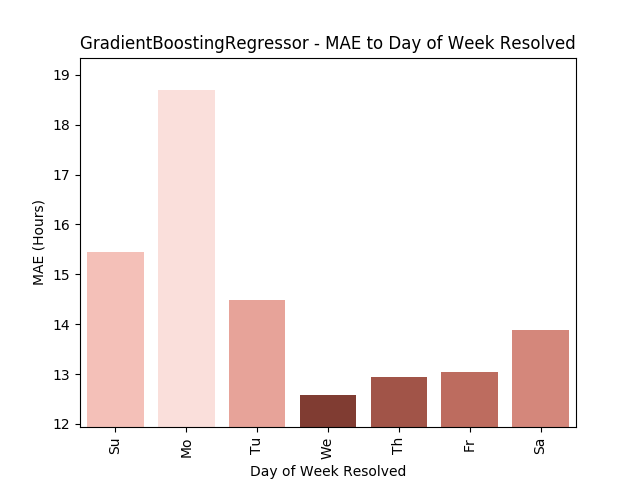 GradientBoostingRegressor - MAE to Day of Week Resolved
19
18
17
16
15
14
13
12
MAE (Hours)
Su
Mo
Tu
We
Th
Fr
Sa
Day of Week Resolved